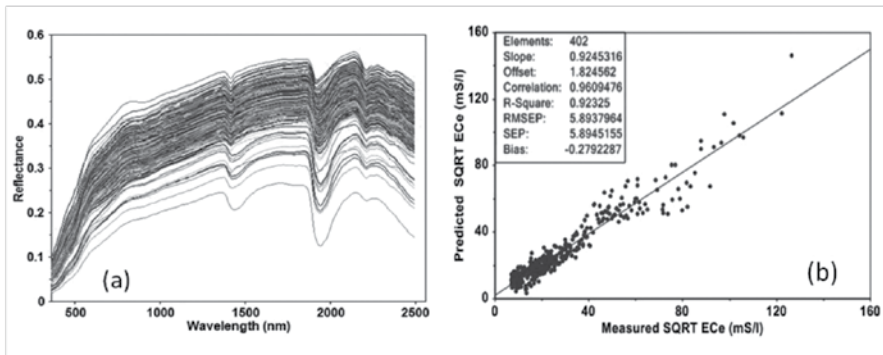 0.6
0.5
0.4
0.3
0.2
0.1
0
Reflectance
(a)
500 1000 1500 2000 2500
Wavelength (nm)
(b)
160
120
80
40
0
Predicted SQRT ECe (mS/l)
Elements: 402
Slope: 0.9245316
Offset: 1.824562
Correlation: 0.9609476
R-Square: 0.92325
RMSEP: 5.8937964
SEP: 5.8945155
Bias: -0.2792287
(b)
0 40 80 120 160
Measured SQRT ECe (mS/l)